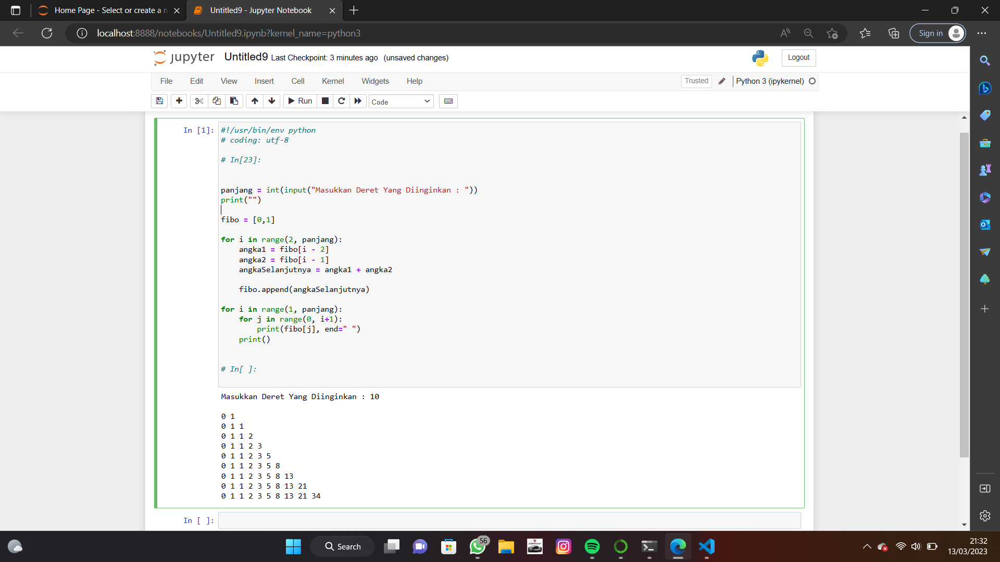 Home Page - Select or create a n
Untitled9 - Jupyter Notebook
localhost:8888/notebooks/Untitled9.ipynb?kernel_name=python3
Sign in
jupyter Untitled9 Last Checkpoint: 3 minutes ago (unsaved changes)
Logout
File Edit View Insert Cell Kernel Widgets Help
Trusted
Python 3 (ipykernel)
Run
Code
In [1]:
#!/usr/bin/env python
# coding: utf-8
# In[23]:
panjang = int(input("Masukkan Deret Yang Diinginkan : "))
print("")
fibo = [0,1]
for i in range(2, panjang):
    angka1 = fibo[i - 2]
    angka2 = fibo[i - 1]
    angkaSelanjutnya = angka1 + angka2
    fibo.append(angkaSelanjutnya)
for i in range(1, panjang):
    for j in range(0, i+1):
        print(fibo[j], end=" ")
    print()
# In[ ]:
Masukkan Deret Yang Diinginkan : 10
0 1
0 1 1
0 1 1 2
0 1 1 2 3
0 1 1 2 3 5
0 1 1 2 3 5 8
0 1 1 2 3 5 8 13
0 1 1 2 3 5 8 13 21
0 1 1 2 3 5 8 13 21 34
In [ ]:
Search
56
21:32
13/03/2023